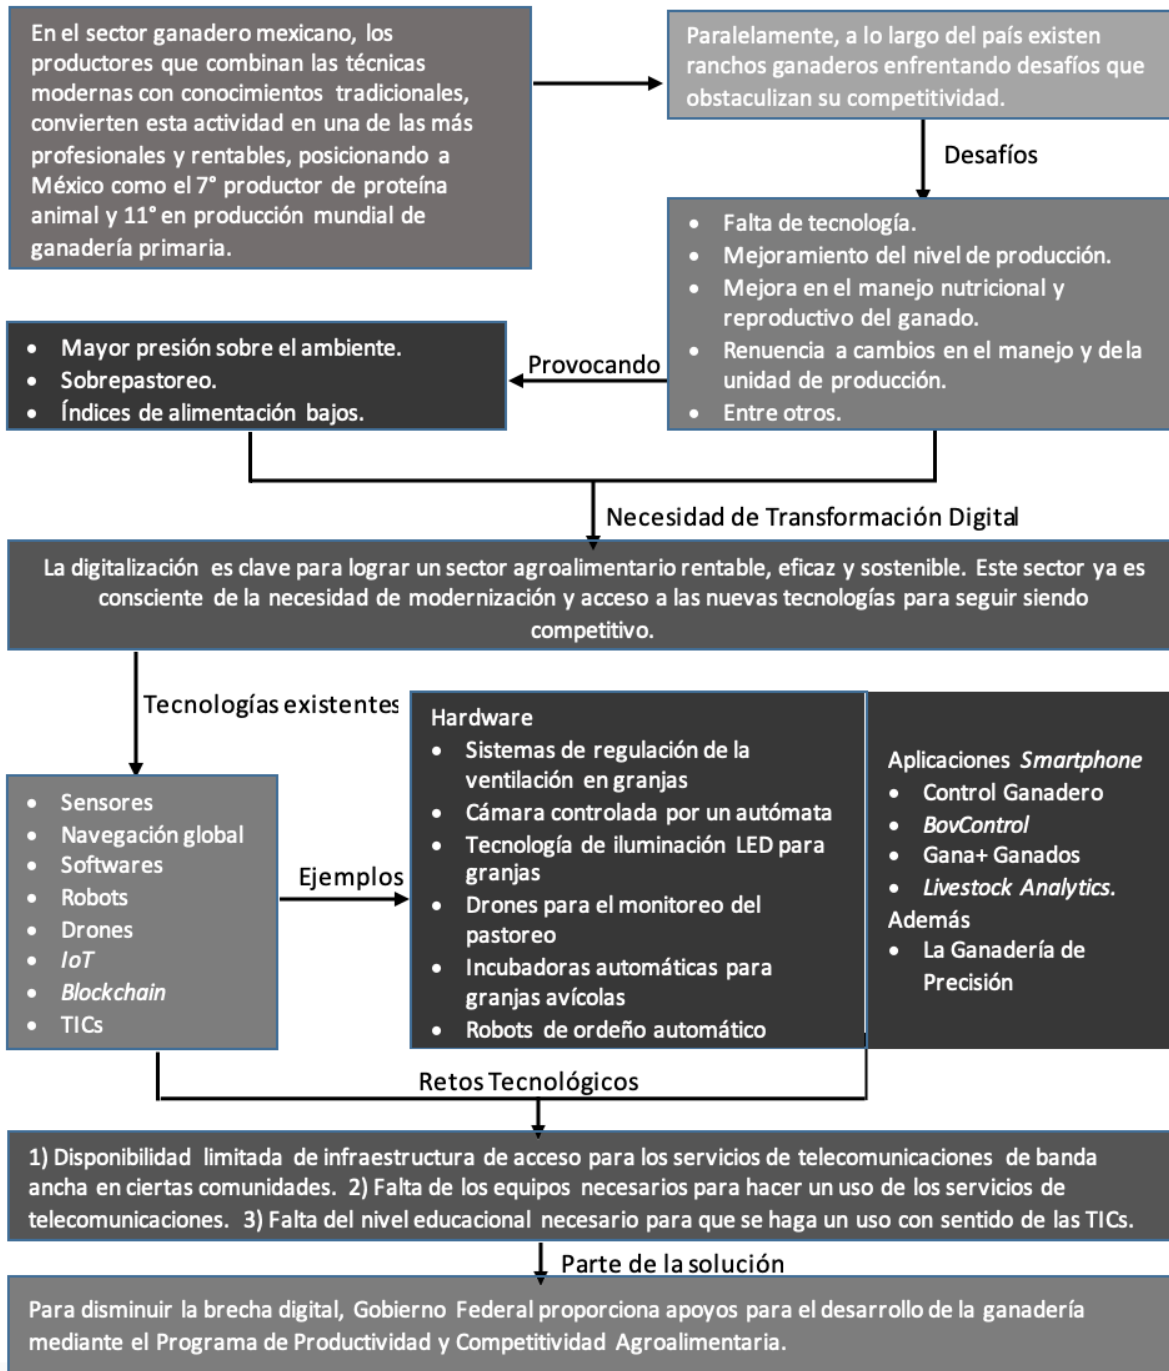 En el sector ganadero mexicano, los
productores que combinan las técnicas
modernas con conocimientos tradicionales,
convierten esta actividad en una de las más
profesionales y rentables, posicionando a
México como el 7° productor de proteína
animal y 11° en producción mundial de
ganadería primaria.
Paralelamente, a lo largo del país existen
ranchos ganaderos enfrentando desafíos que
obstaculizan su competitividad.
Desafíos
• Falta de tecnología.
• Mejoramiento del nivel de producción.
• Mejora en el manejo nutricional y
reproductivo del ganado.
• Renuencia a cambios en el manejo y de la
unidad de producción.
• Entre otros.
Provocando
• Mayor presión sobre el ambiente.
• Sobrepastoreo.
• Índices de alimentación bajos.
Necesidad de Transformación Digital
La digitalización es clave para lograr un sector agroalimentario rentable, eficaz y sostenible. Este sector ya es
consciente de la necesidad de modernización y acceso a las nuevas tecnologías para seguir siendo
competitivo.
Tecnologías existentes
• Sensores
• Navegación global
• Softwares
• Robots
• Drones
• IoT
• Blockchain
• TICs
Ejemplos
Hardware
• Sistemas de regulación de la
ventilación en granjas
• Cámara controlada por un autómata
• Tecnología de iluminación LED para
granjas
• Drones para el monitoreo del
pastoreo
• Incubadoras automáticas para
granjas avícolas
• Robots de ordeño automático
Aplicaciones Smartphone
• Control Ganadero
• BovControl
• Gana+ Ganados
• Livestock Analytics.
Además
• La Ganadería de
Precisión
Retos Tecnológicos
1) Disponibilidad limitada de infraestructura de acceso para los servicios de telecomunicaciones de banda
ancha en ciertas comunidades. 2) Falta de los equipos necesarios para hacer un uso de los servicios de
telecomunicaciones. 3) Falta del nivel educacional necesario para que se haga un uso con sentido de las TICs.
Parte de la solución
Para disminuir la brecha digital, Gobierno Federal proporciona apoyos para el desarrollo de la ganadería
mediante el Programa de Productividad y Competitividad Agroalimentaria.